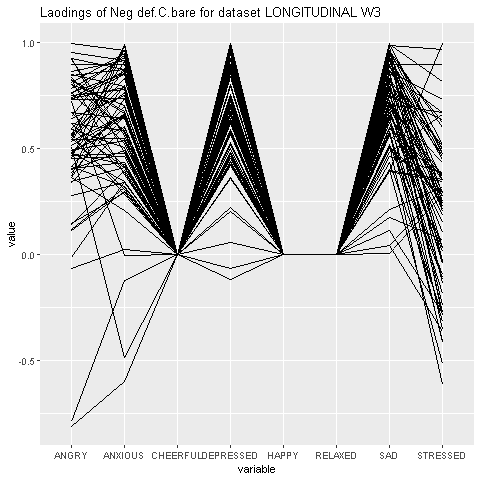 Laodings of Neg def.C.bare for dataset LONGITUDINAL W3
1.0
0.5
0.0
-0.5
value
ANGRY ANXIOUS CHEERFULDEPRESSED HAPPY RELAXED SAD STRESSED
variable